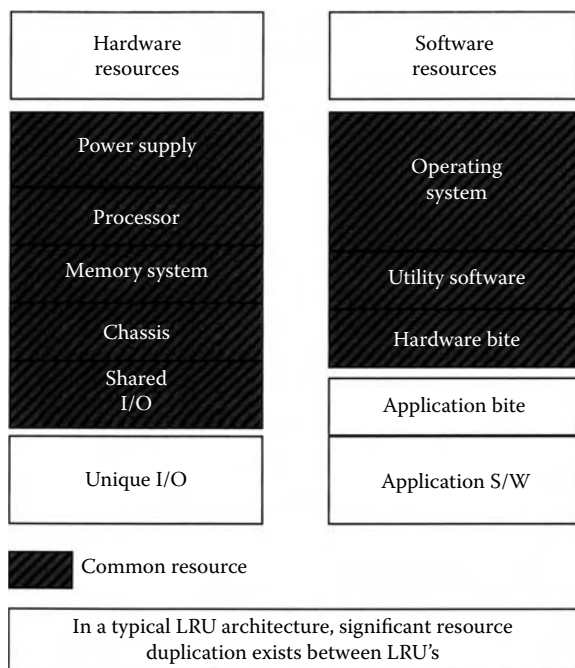 Hardware
resources
Power supply
Processor
Memory system
Chassis
Shared
I/O
Unique I/O
Software
resources
Operating
system
Utility software
Hardware bite
Application bite
Application S/W
Common resource
In a typical LRU architecture, significant resource
duplication exists between LRU's